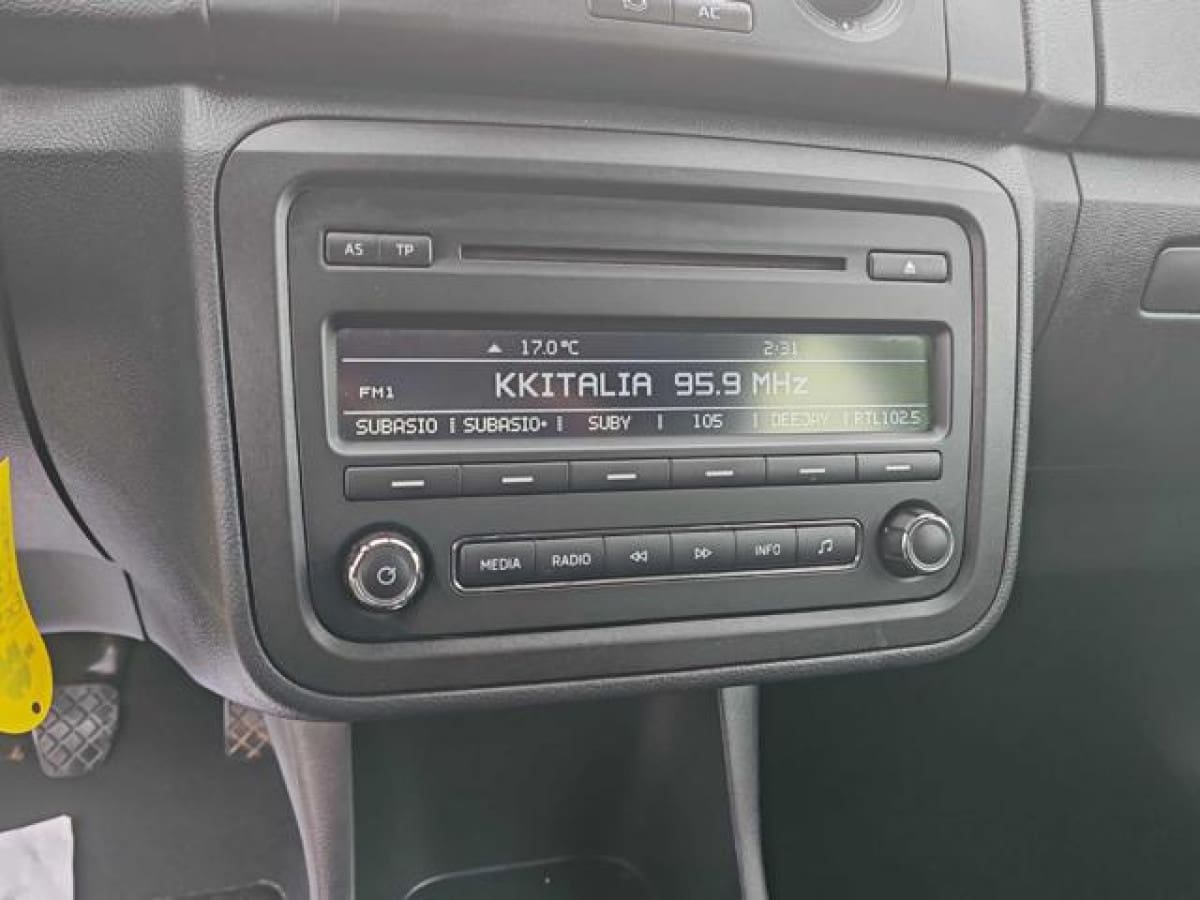 AC
AS TP
17.0°C 2:31
FM1 KKITALIA 95.9 MHz
SUBASIO SUBASIO+ SUBY 105 DEEJAY RTL102.5
MEDIA RADIO INFO